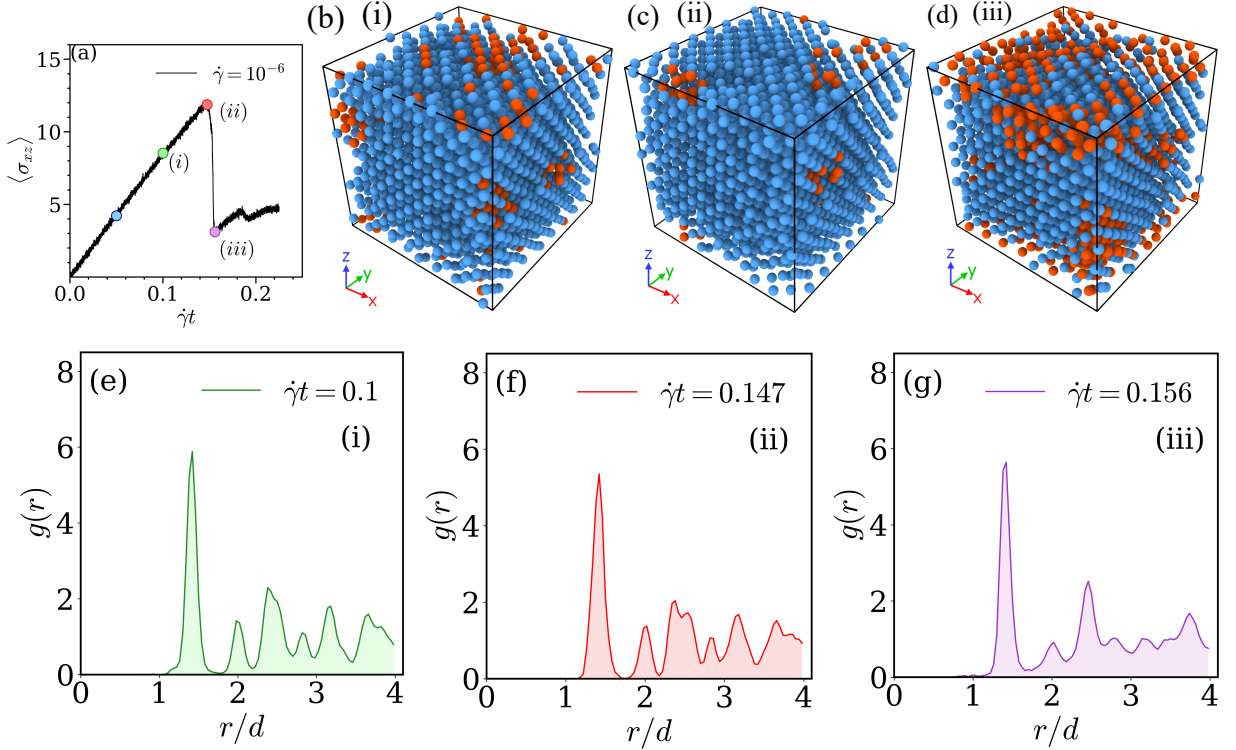 (a)
γ̇ = 10⁻⁶
15
10
5
0.0
0.1
0.2
⟨σxz⟩
γ̇t
(i)
(ii)
(iii)
(b)
(i)
z
y
x
(c)
(ii)
z
y
x
(d)
(iii)
z
y
x
(e)
γ̇t = 0.1
(i)
8
6
4
2
0
0
1
2
3
4
g(r)
r/d
(f)
γ̇t = 0.147
(ii)
8
6
4
2
0
0
1
2
3
4
g(r)
r/d
(g)
γ̇t = 0.156
(iii)
8
6
4
2
0
0
1
2
3
4
g(r)
r/d